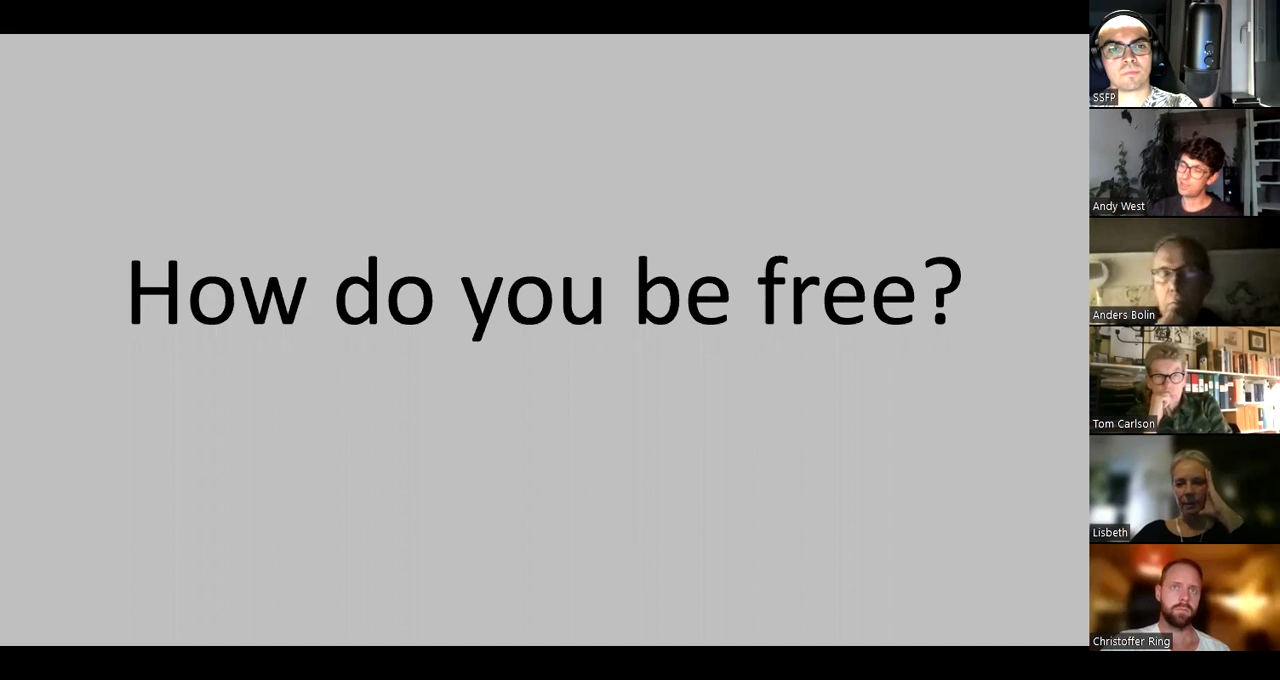 How do you be free?
SSFP
Andy West
Anders Bolin
Tom Carlson
Lisbeth
Christoffer Ring